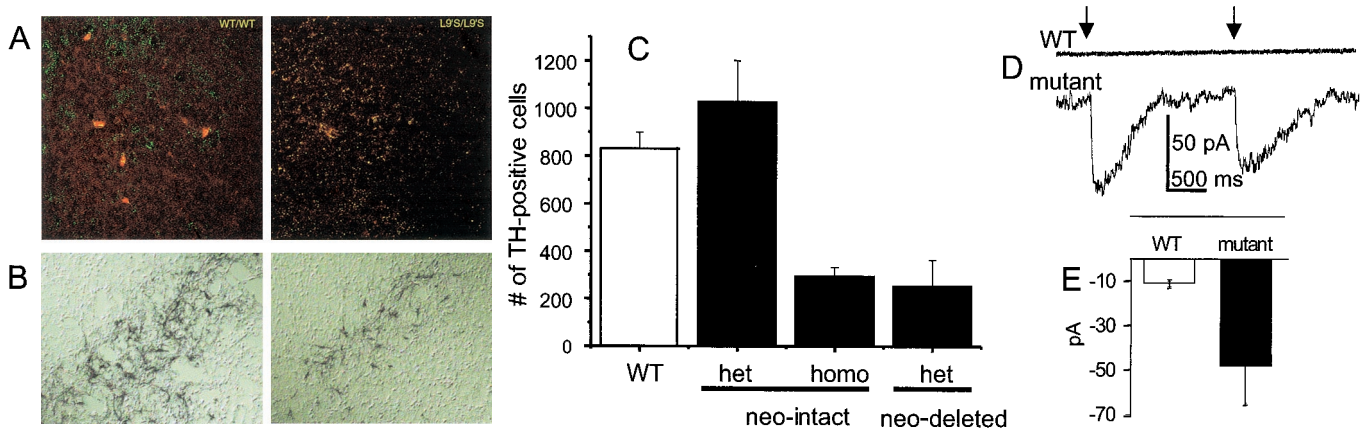 A
WT/WT
L9'S/L9'S
B
C
# of TH-positive cells
1200
1000
800
600
400
200
0
WT
het
homo
het
neo-intact
neo-deleted
D
WT
mutant
50 pA
500 ms
E
WT
mutant
pA
-10
-30
-50
-70